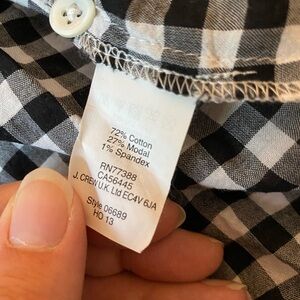 72% Cotton
27% Modal
1% Spandex
RN77388
CA56445
J. CREW U.K. Ltd EC4V 6JA
Style 06689
HO 13